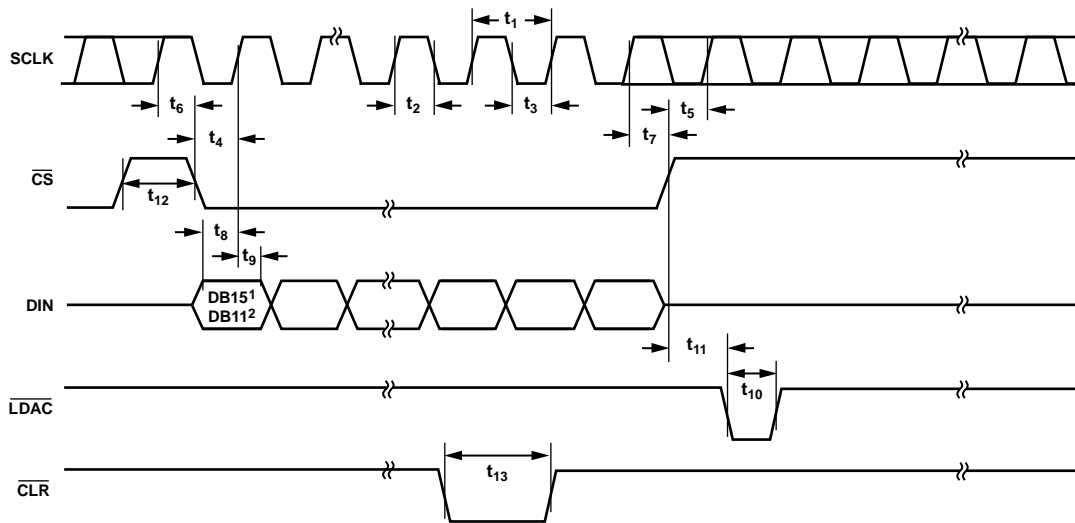 t1
SCLK
t2
t3
t6
t5
t4
t7
CS
t12
t8
t9
DIN
DB151
DB112
t11
t10
LDAC
t13
CLR